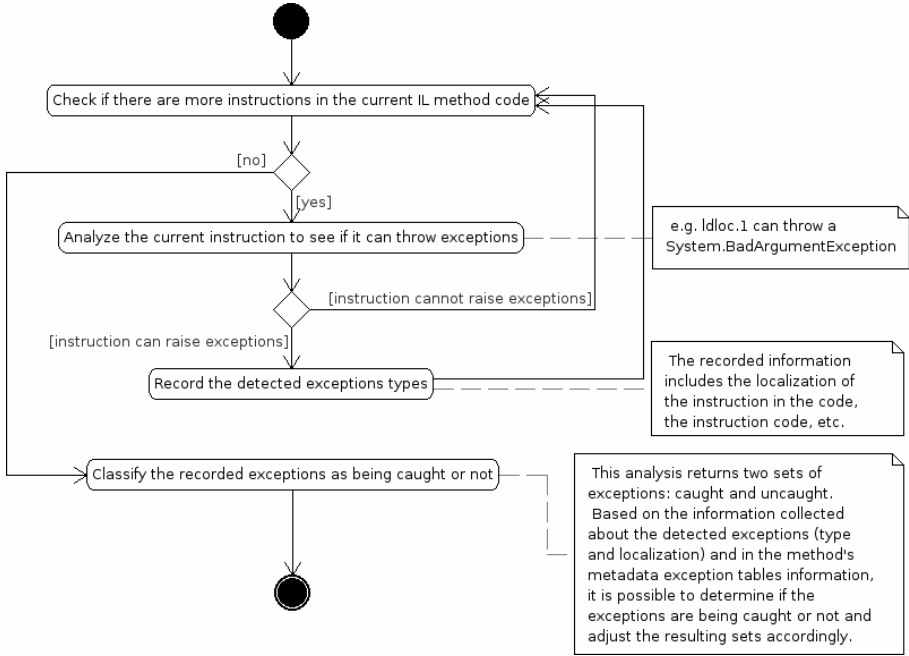 Check if there are more instructions in the current IL method code
[no]
[yes]
Analyze the current instruction to see if it can throw exceptions
e.g. ldloc.1 can throw a
System.BadArgumentException
[instruction cannot raise exceptions]
[instruction can raise exceptions]
Record the detected exceptions types
The recorded information
includes the localization of
the instruction in the code,
the instruction code, etc.
Classify the recorded exceptions as being caught or not
This analysis returns two sets of
exceptions: caught and uncaught.
Based on the information collected
about the detected exceptions (type
and localization) and in the method's
metadada exception tables information,
it is possible to determine if the
exceptions are being caught or not and
adjust the resulting sets accordingly.